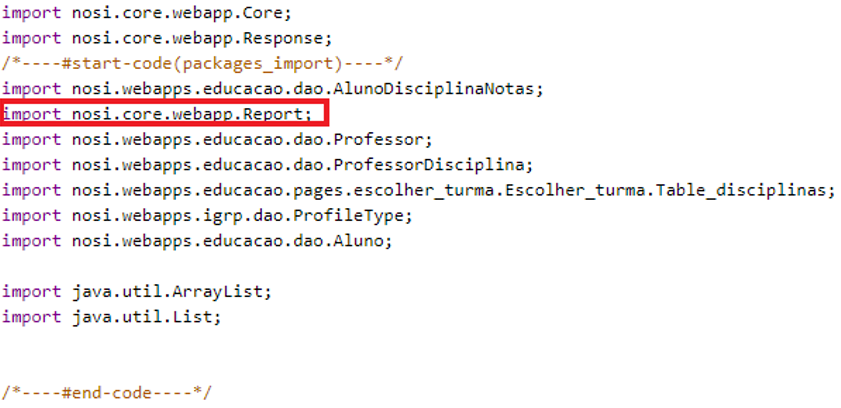 import nosi.core.webapp.Core;
import nosi.core.webapp.Response;
/*----#start-code(packages_import)----*/
import nosi.webapps.educacao.dao.AlunoDisciplinaNotas;
import nosi.core.webapp.Report;
import nosi.webapps.educacao.dao.Professor;
import nosi.webapps.educacao.dao.ProfessorDisciplina;
import nosi.webapps.educacao.pages.escolher_turma.Escolher_turma.Table_disciplinas;
import nosi.webapps.igrp.dao.ProfileType;
import nosi.webapps.educacao.dao.Aluno;
import java.util.ArrayList;
import java.util.List;
/*----#end-code----*/